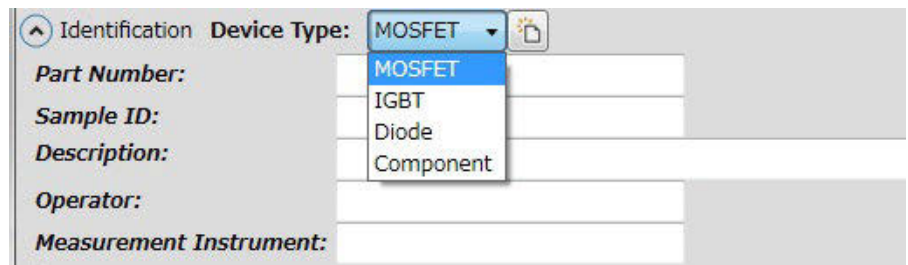 Identification Device Type: MOSFET
Part Number:
MOSFET
Sample ID:
IGBT
Diode
Description:
Component
Operator:
Measurement Instrument: